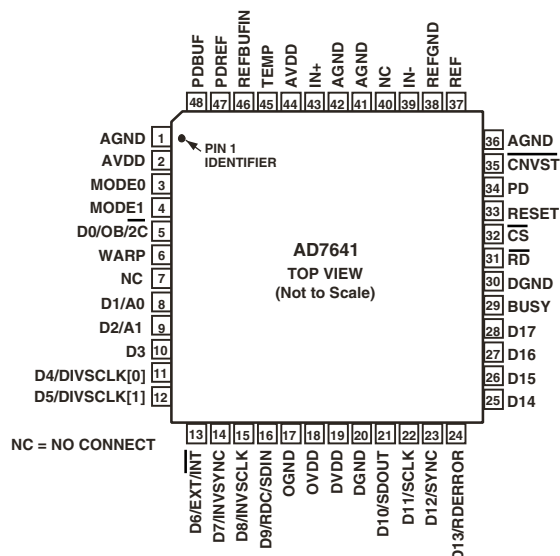 PDBUF
PDREF
REFBUFIN
TEMP
AVDD
IN+
AGND
AGND
NC
IN-
REFGND
REF
48 47 46 45 44 43 42 41 40 39 38 37
AGND 1
AVDD 2
MODE0 3
MODE1 4
D0/OB/2C 5
WARP 6
NC 7
D1/A0 8
D2/A1 9
D3 10
D4/DIVSCLK[0] 11
D5/DIVSCLK[1] 12
PIN 1
IDENTIFIER
AD7641
TOP VIEW
(Not to Scale)
36 AGND
35 CNVST
34 PD
33 RESET
32 CS
31 RD
30 DGND
29 BUSY
28 D17
27 D16
26 D15
25 D14
NC = NO CONNECT
13 14 15 16 17 18 19 20 21 22 23 24
D6/EXT/INT
D7/INVSYNC
D8/INVSCLK
D9/RDC/SDIN
OGND
OVDD
DVDD
DGND
D10/SDOUT
D11/SCLK
D12/SYNC
D13/RDERROR